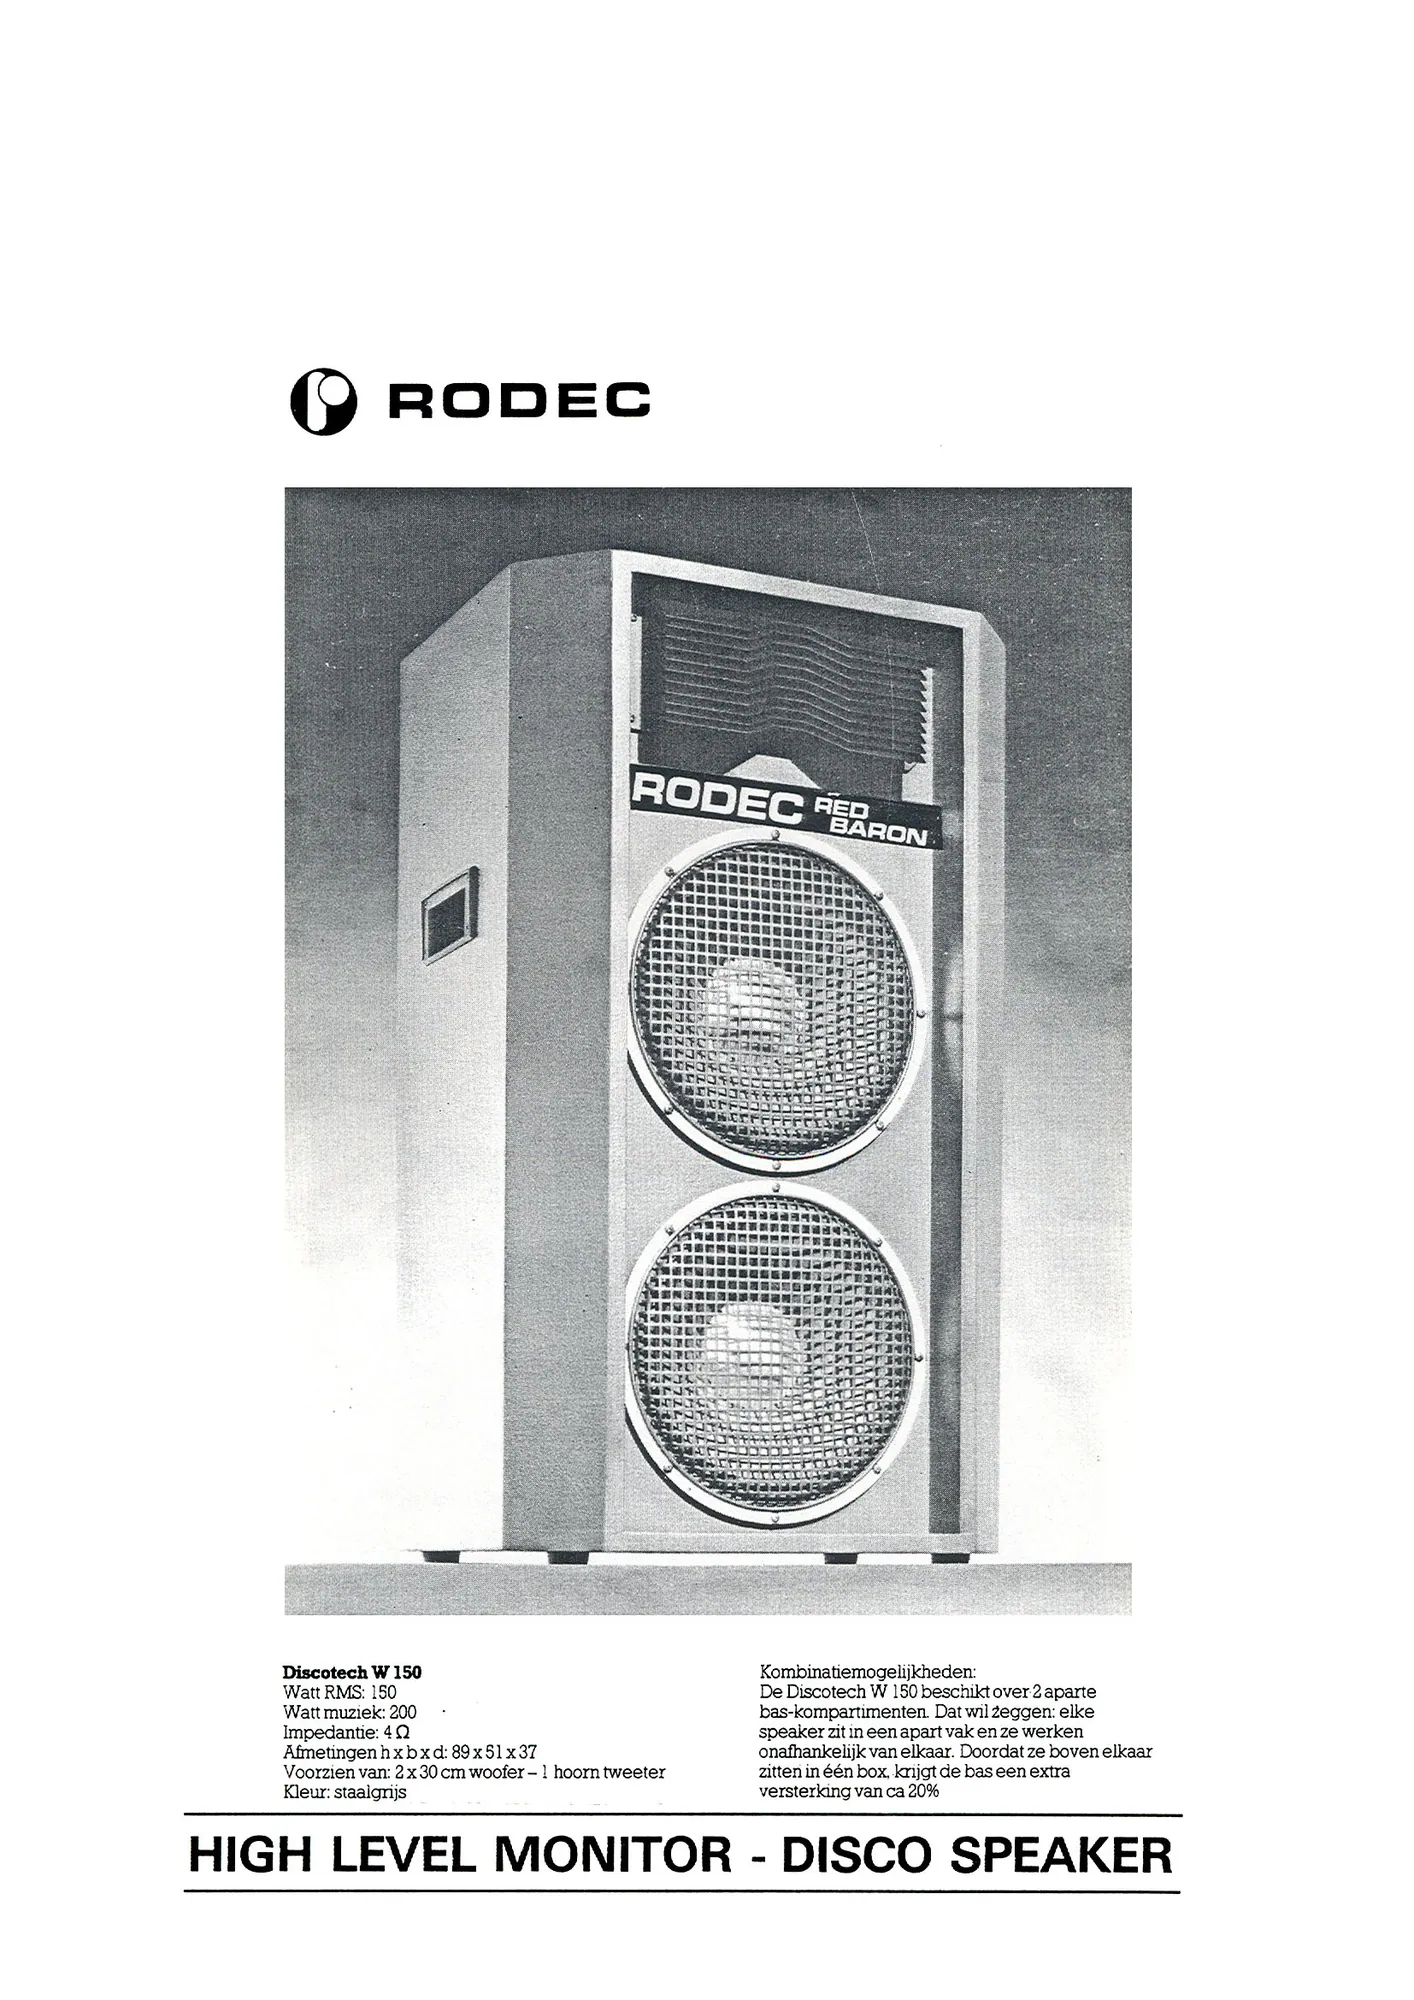 RODEC
RODEC RED
BARON
Discotech W 150
Watt RMS: 150
Watt muziek: 200
Impedantie: 4 Ω
Afmetingen h x b x d: 89 x 51 x 37
Voorzien van: 2 x 30 cm woofer – 1 hoorn tweeter
Kleur: staalgrijs
Kombinatiemogelijkheden:
De Discotech W 150 beschikt over 2 aparte
bas-kompartimenten. Dat wil zeggen: elke
speaker zit in een apart vak en ze werken
onafhankelijk van elkaar. Doordat ze boven elkaar
zitten in één box, krijgt de bas een extra
versterking van ca 20%
HIGH LEVEL MONITOR - DISCO SPEAKER